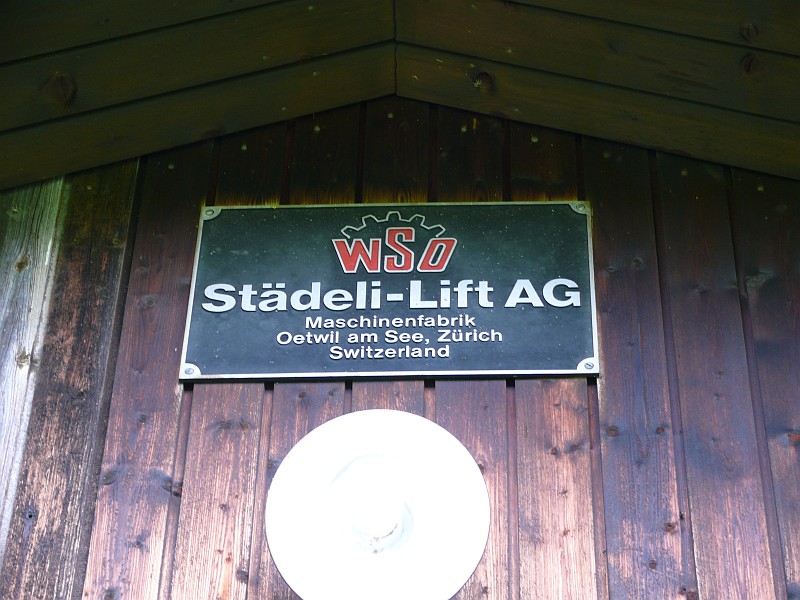 WSO
Städeli-Lift AG
Maschinenfabrik
Oetwil am See, Zürich
Switzerland